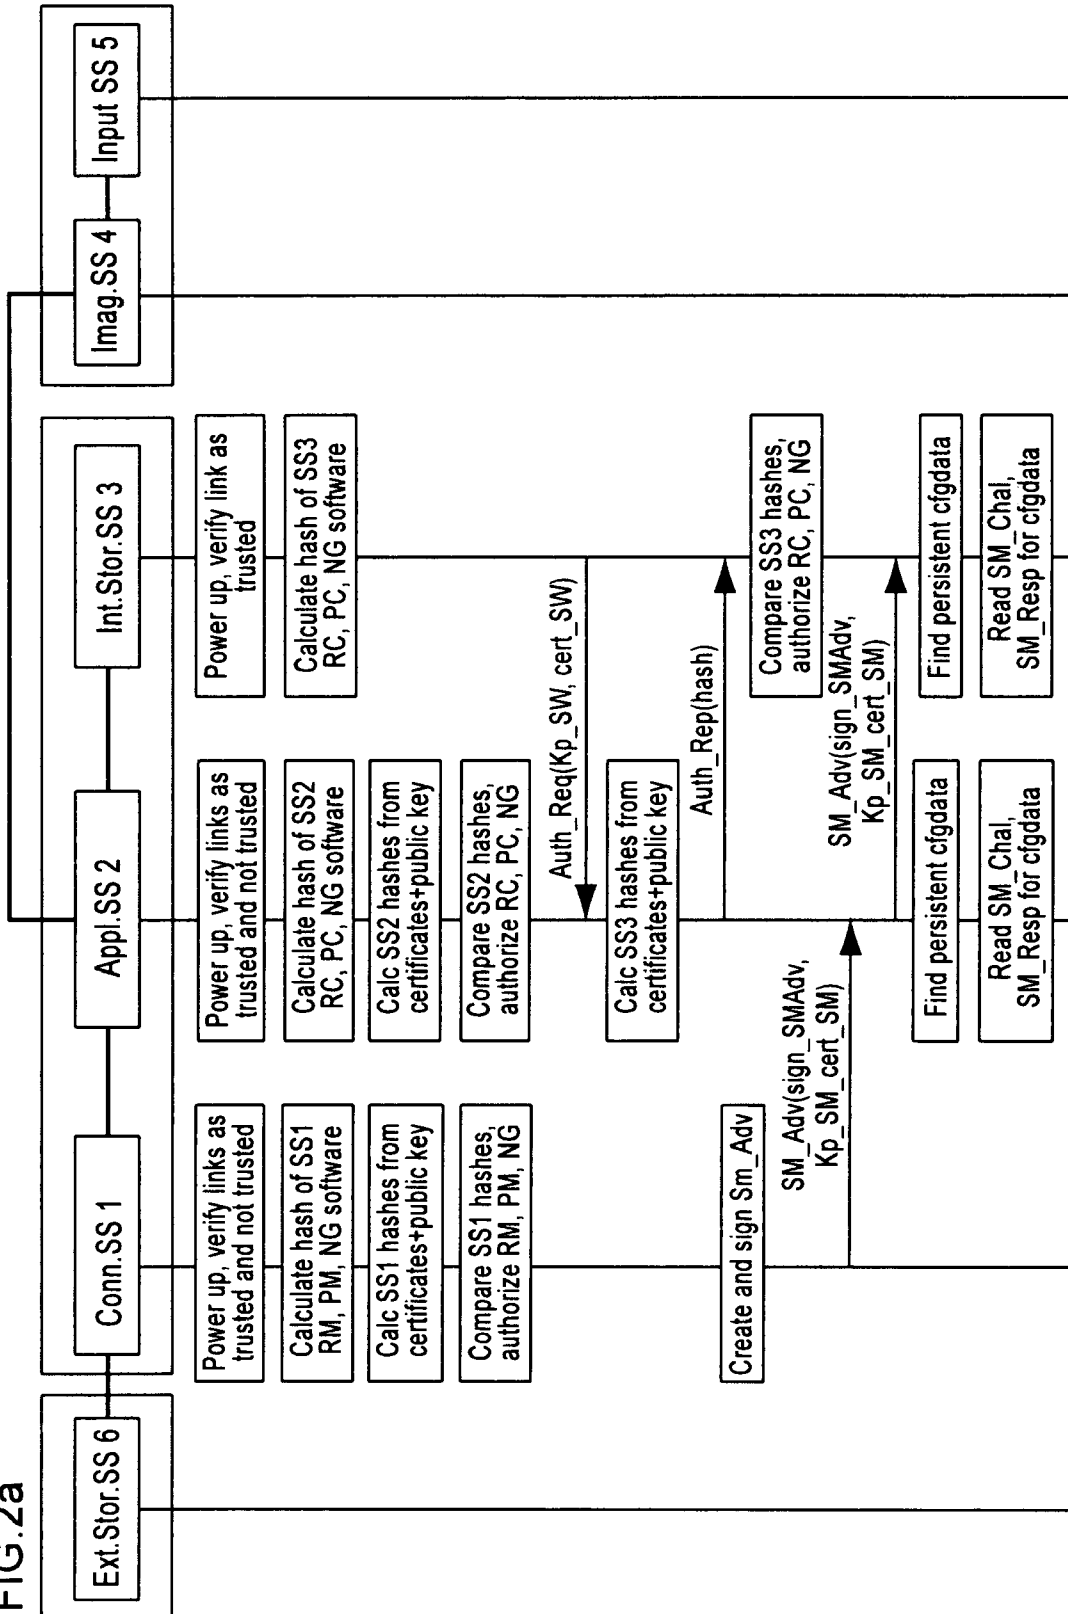 FIG.2a
Ext.Stor.SS 6
Conn.SS 1
Appl.SS 2
Int.Stor.SS 3
Imag.SS 4
Input SS 5
Power up, verify links as
trusted and not trusted
Power up, verify links as
trusted and not trusted
Power up, verify link as
trusted
Calculate hash of SS1
RM, PM, NG software
Calculate hash of SS2
RC, PC, NG software
Calculate hash of SS3
RC, PC, NG software
Calc SS1 hashes from
certificates+public key
Calc SS2 hashes from
certificates+public key
Compare SS1 hashes,
authorize RM, PM, NG
Compare SS2 hashes,
authorize RC, PC, NG
Auth_Req(Kp_SW, cert_SW)
Calc SS3 hashes from
certificates+public key
Auth_Rep(hash)
Create and sign Sm_Adv
Compare SS3 hashes,
authorize RC, PC, NG
SM_Adv(sign_SMAdv,
Kp_SM_cert_SM)
SM_Adv(sign_SMAdv,
Kp_SM_cert_SM)
Find persistent cfgdata
Find persistent cfgdata
Read SM_Chal,
SM_Resp for cfgdata
Read SM_Chal,
SM_Resp for cfgdata